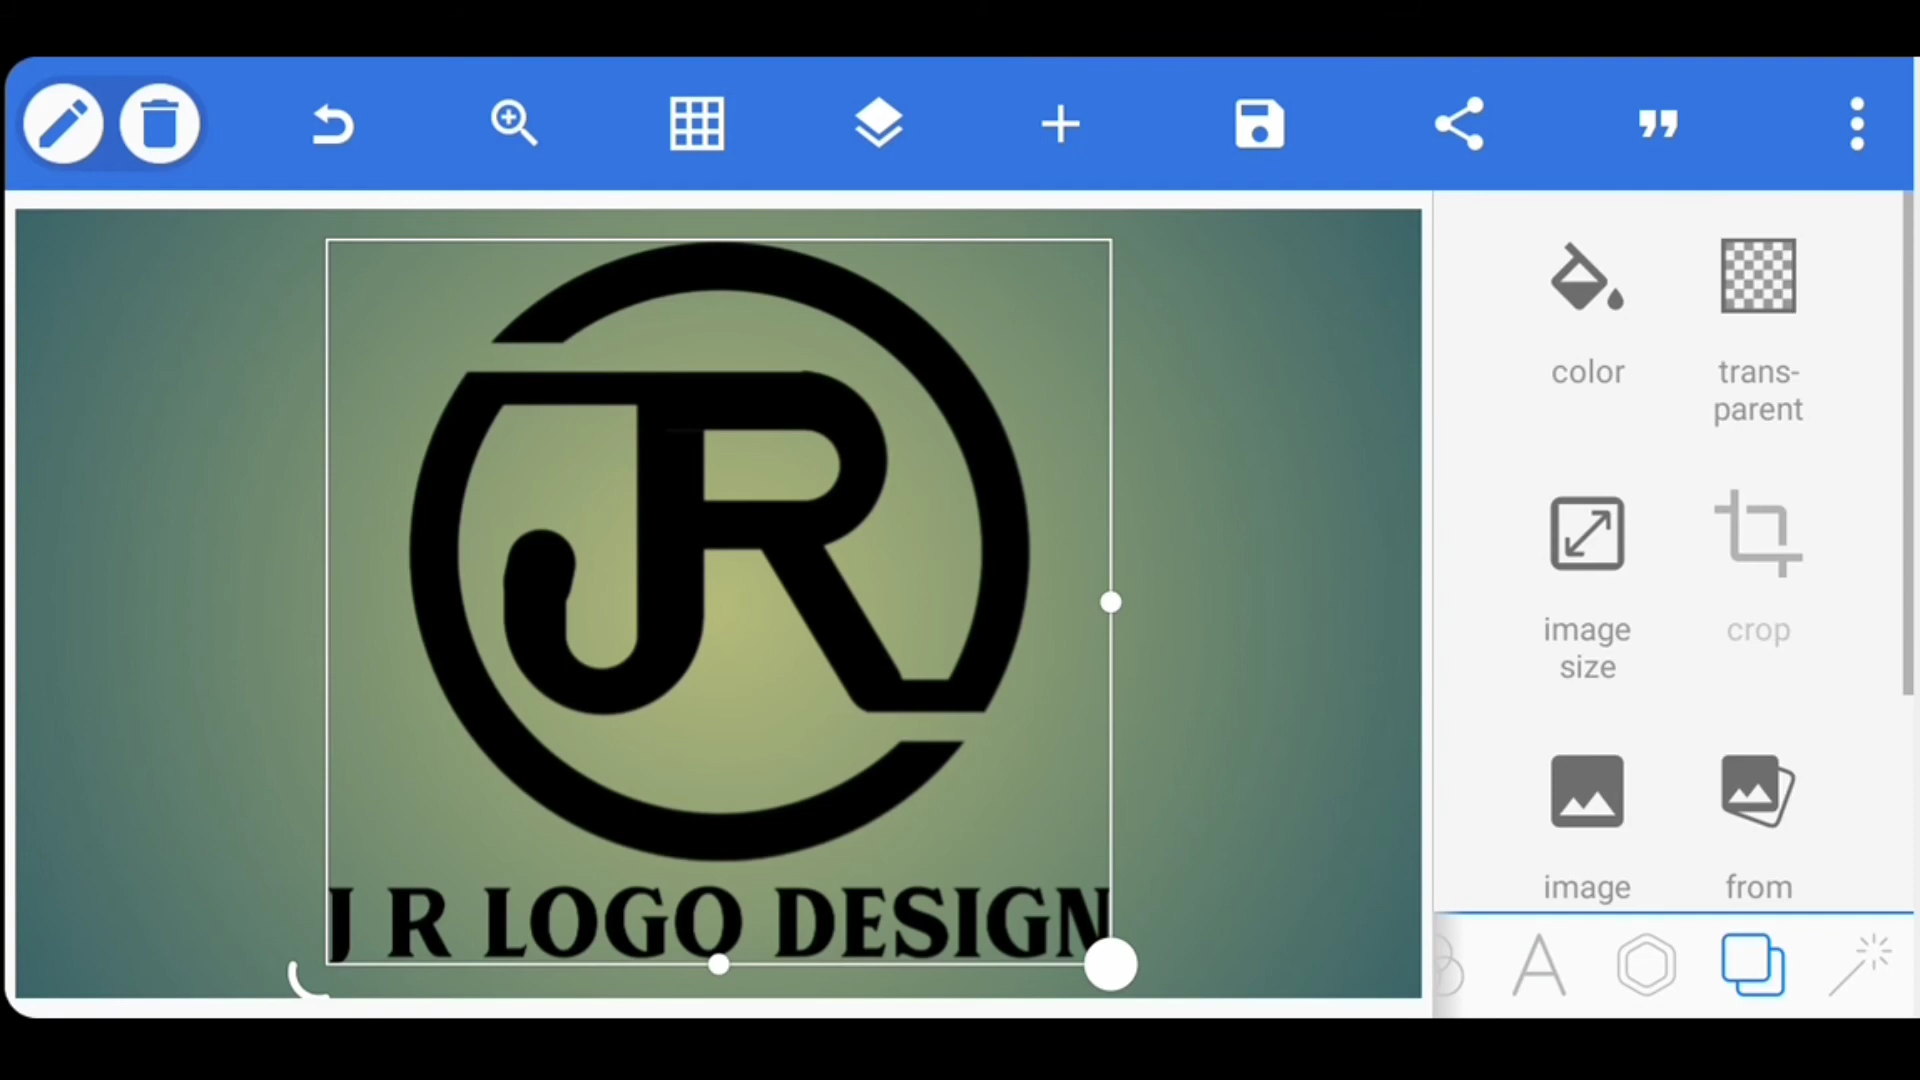 JR
J R LOGO DESIGN
color
trans-
parent
image
size
crop
image
from
A